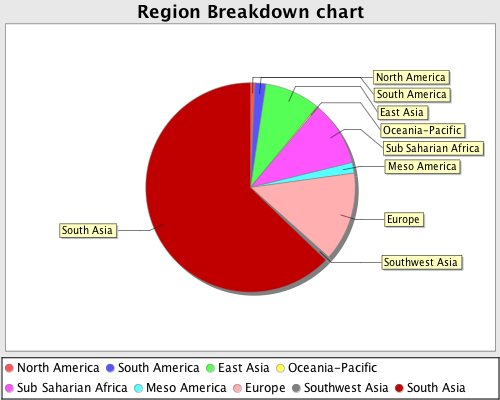 Region Breakdown chart
North America
South America
East Asia
Oceania-Pacific
Sub Saharian Africa
Meso America
Europe
Southwest Asia
South Asia
North America South America East Asia Oceania-Pacific
Sub Saharian Africa Meso America Europe Southwest Asia South Asia